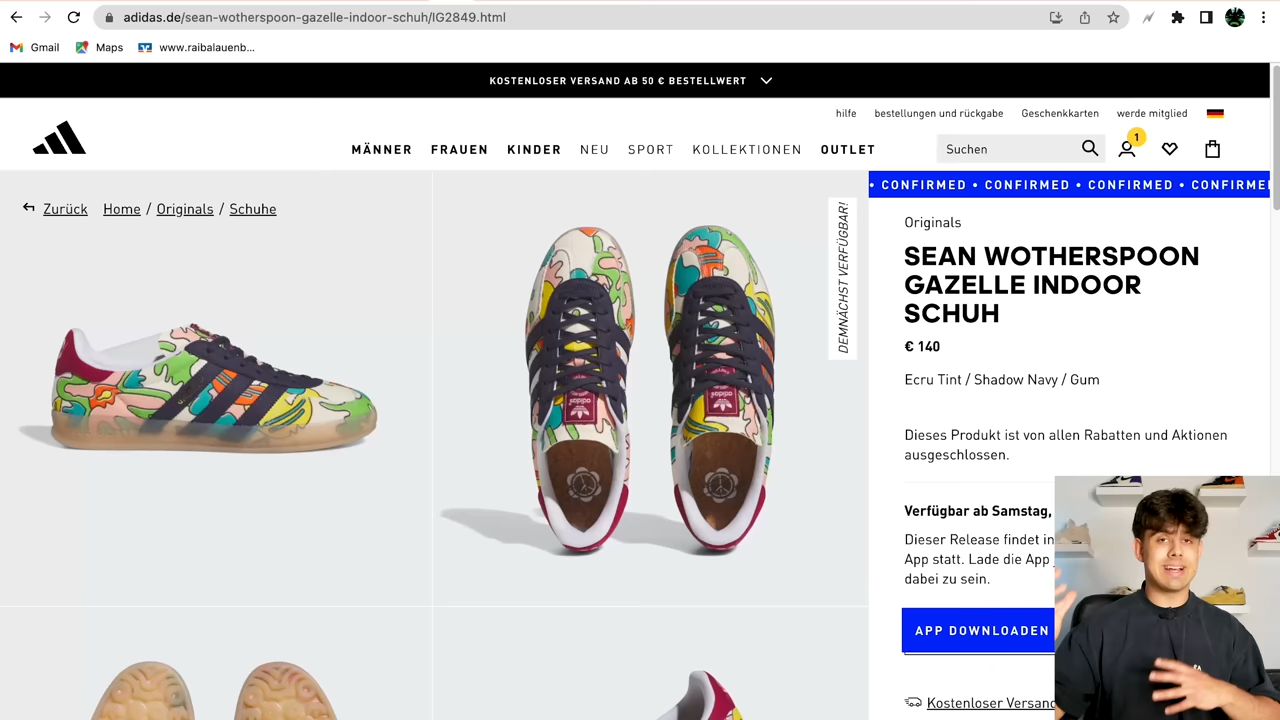 adidas.de/sean-wotherspoon-gazelle-indoor-schuh/IG2849.html
Gmail
Maps
www.raibalauenb...
KOSTENLOSER VERSAND AB 50 € BESTELLWERT
hilfe
bestellungen und rückgabe
Geschenkkarten
werde mitglied
MÄNNER
FRAUEN
KINDER
NEU
SPORT
KOLLEKTIONEN
OUTLET
Suchen
1
• CONFIRMED • CONFIRMED • CONFIRMED • CONFIRME
Zurück
Home / Originals / Schuhe
DEMNÄCHST VERFÜGBAR!
adidas
adidas
Originals
SEAN WOTHERSPOON
GAZELLE INDOOR
SCHUH
€ 140
Ecru Tint / Shadow Navy / Gum
Dieses Produkt ist von allen Rabatten und Aktionen
ausgeschlossen.
Verfügbar ab Samstag,
Dieser Release findet in
App statt. Lade die App
dabei zu sein.
APP DOWNLOADEN
Kostenloser Versand